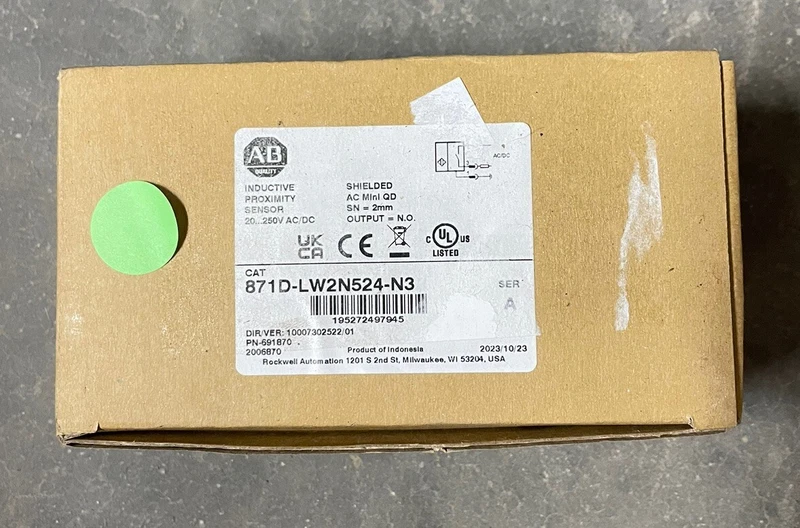 AB
QUALITY
INDUCTIVE
PROXIMITY
SENSOR
20...250V AC/DC
SHIELDED
AC Mini QD
SN = 2mm
OUTPUT = N.O.
AC/DC
UK
CA
CE
C UL US
LISTED
CAT
871D-LW2N524-N3
SER
A
195272497945
DIR/VER: 10007302522/01
PN-691870
2006870
Product of Indonesia
2023/10/23
Rockwell Automation 1201 S 2nd St, Milwaukee, WI 53204, USA